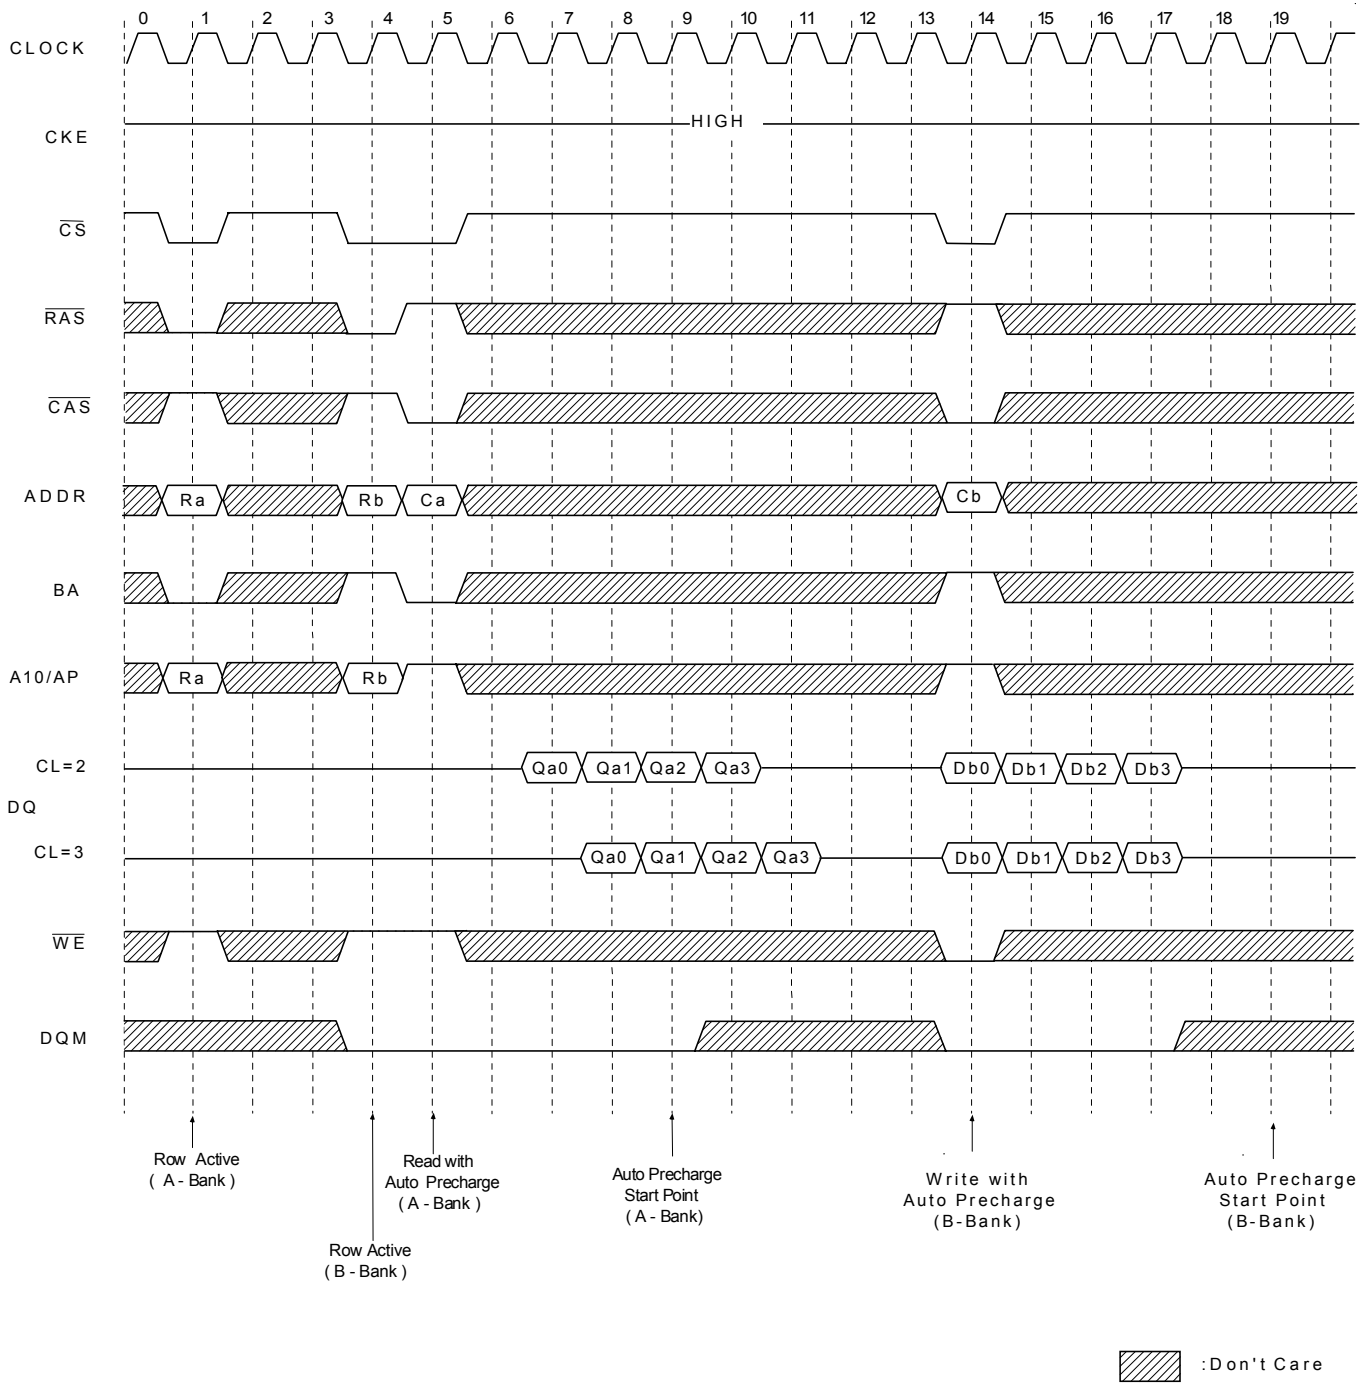 0 1 2 3 4 5 6 7 8 9 10 11 12 13 14 15 16 17 18 19
CLOCK
HIGH
CKE
CS
RAS
CAS
ADDR Ra Rb Ca Cb
BA
A10/AP Ra Rb
CL=2 Qa0 Qa1 Qa2 Qa3 Db0 Db1 Db2 Db3
DQ
CL=3 Qa0 Qa1 Qa2 Qa3 Db0 Db1 Db2 Db3
WE
DQM
Row Active
( A - Bank )
Row Active
( B - Bank )
Read with
Auto Precharge
( A - Bank )
Auto Precharge
Start Point
( A - Bank)
Write with
Auto Precharge
(B-Bank)
Auto Precharge
Start Point
(B-Bank)
:Don't Care